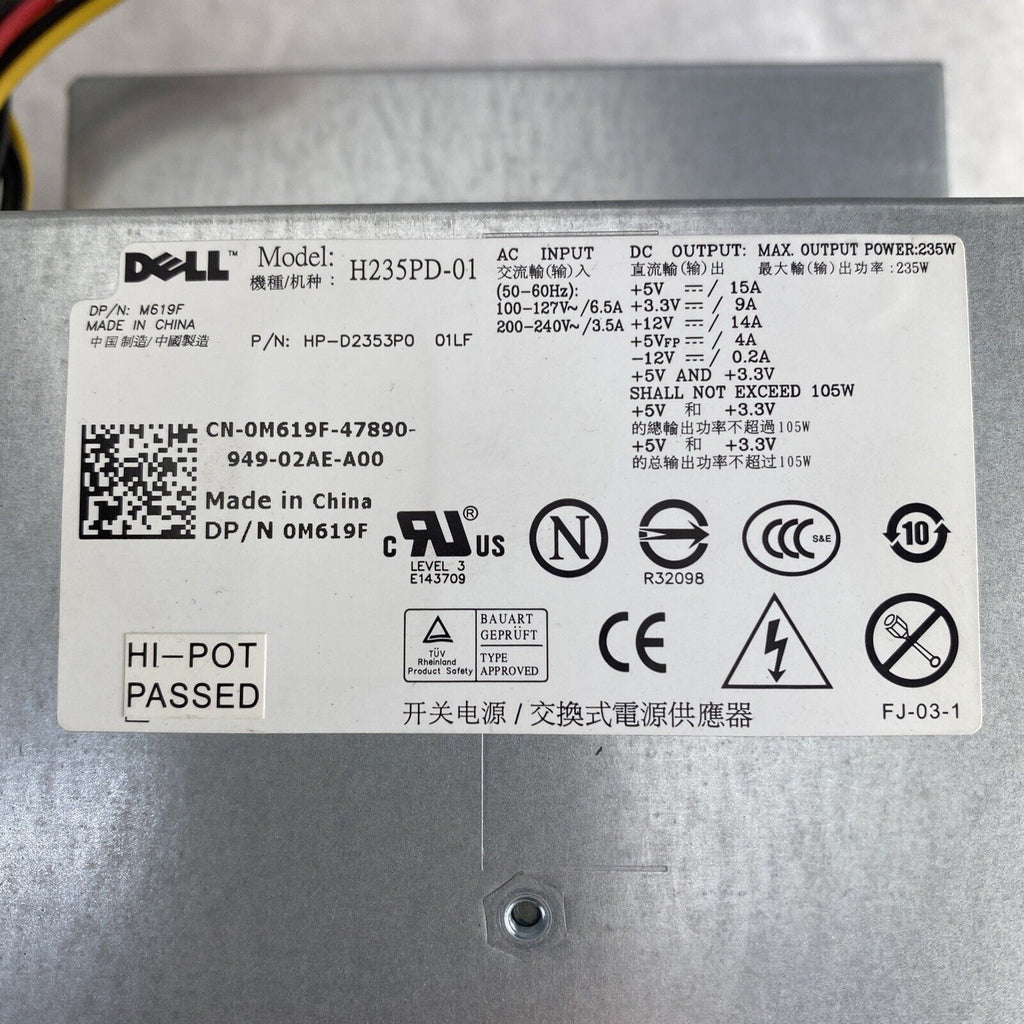 DELL™
Model:
機種/机种：
H235PD-01
DP/N: M619F
MADE IN CHINA
中国制造/中國製造
P/N: HP-D2353P0 01LF
AC INPUT
交流輸(输)入
(50-60Hz):
100-127V~/6.5A
200-240V~/3.5A
DC OUTPUT: MAX. OUTPUT POWER:235W
直流輸(输)出 最大輸(输)出功率:235W
+5V ⎓/ 15A
+3.3V ⎓/ 9A
+12V ⎓/ 14A
+5VFP ⎓/ 4A
-12V ⎓/ 0.2A
+5V AND +3.3V
SHALL NOT EXCEED 105W
+5V 和 +3.3V
的總輸出功率不超過105W
+5V 和 +3.3V
的总输出功率不超过105W
CN-0M619F-47890-
949-02AE-A00
Made in China
DP/N 0M619F
c RU® US
LEVEL 3
E143709
N
R32098
CCC S&E
10
TÜV
Rheinland
Product Safety
BAUART
GEPRÜFT
TYPE
APPROVED
CE
HI-POT
PASSED
开关电源/交換式電源供應器
FJ-03-1